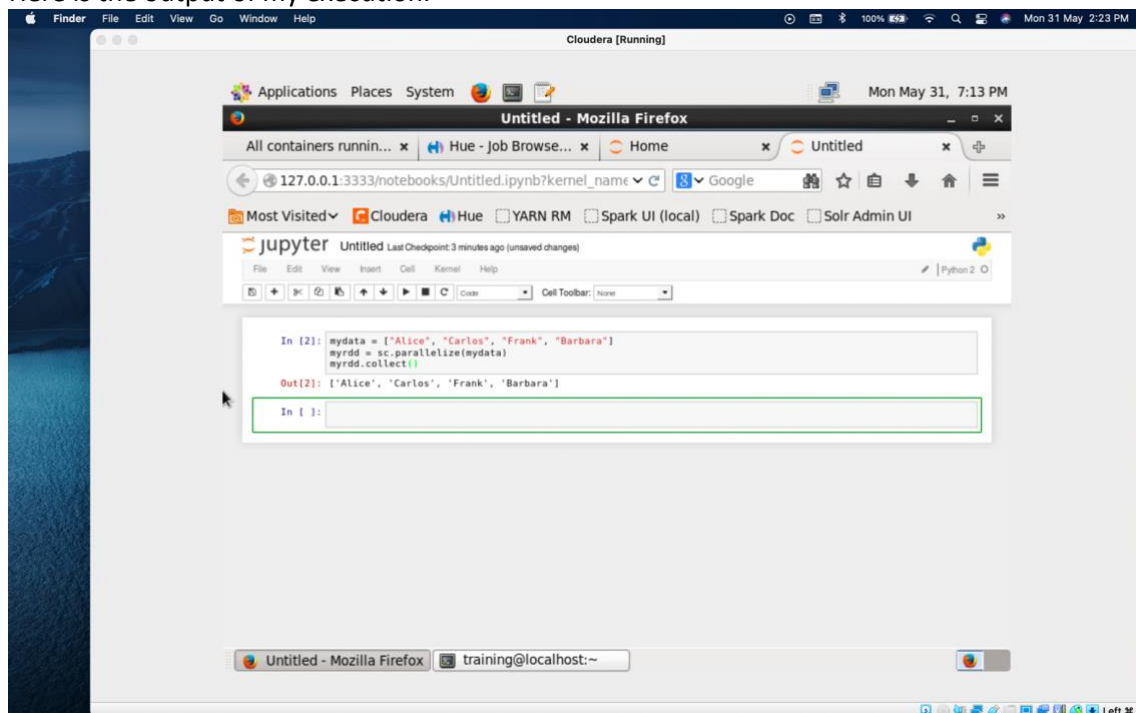 Here is the output of my execution:
Finder File Edit View Go Window Help 100% Mon 31 May 2:23 PM
Cloudera [Running]
Applications Places System Mon May 31, 7:13 PM
Untitled - Mozilla Firefox
All containers runnin... Hue - Job Browse... Home Untitled
127.0.0.1:3333/notebooks/Untitled.ipynb?kernel_name Google
Most Visited Cloudera Hue YARN RM Spark UI (local) Spark Doc Solr Admin UI »
jupyter Untitled Last Checkpoint: 3 minutes ago (unsaved changes)
File Edit View Insert Cell Kernel Help Python 2
Code Cell Toolbar: None
In [2]: mydata = ["Alice", "Carlos", "Frank", "Barbara"]
myrdd = sc.parallelize(mydata)
myrdd.collect()
Out[2]: ['Alice', 'Carlos', 'Frank', 'Barbara']
In [ ]:
Untitled - Mozilla Firefox training@localhost:~
Left ⌘